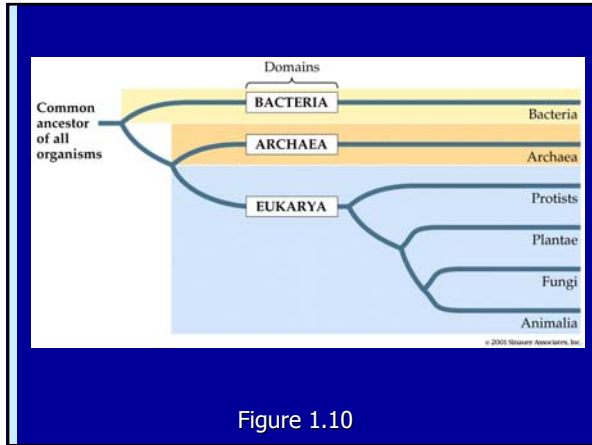 Domains
Common
ancestor
of all
organisms
BACTERIA
Bacteria
ARCHAEA
Archaea
EUKARYA
Protists
Plantae
Fungi
Animalia
© 2001 Sinauer Associates, Inc.
Figure 1.10